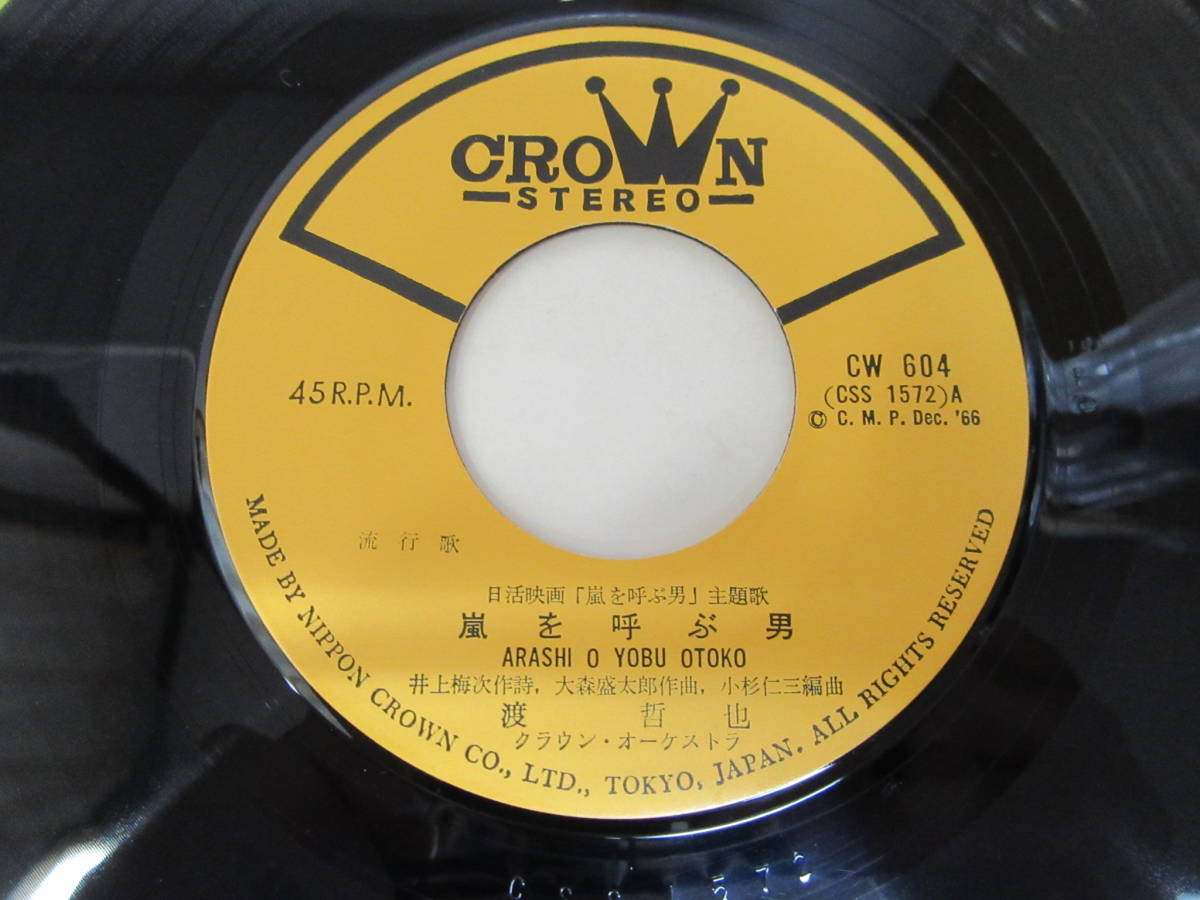 CROWN
STEREO
45 R.P.M.
CW 604
(CSS 1572)A
© C. M. P. Dec. '66
流行歌
日活映画「嵐を呼ぶ男」主題歌
嵐を呼ぶ男
ARASHI O YOBU OTOKO
井上梅次作詩, 大森盛太郎作曲, 小杉仁三編曲
渡 哲也
クラウン・オーケストラ
MADE BY NIPPON CROWN CO., LTD., TOKYO, JAPAN. ALL RIGHTS RESERVED